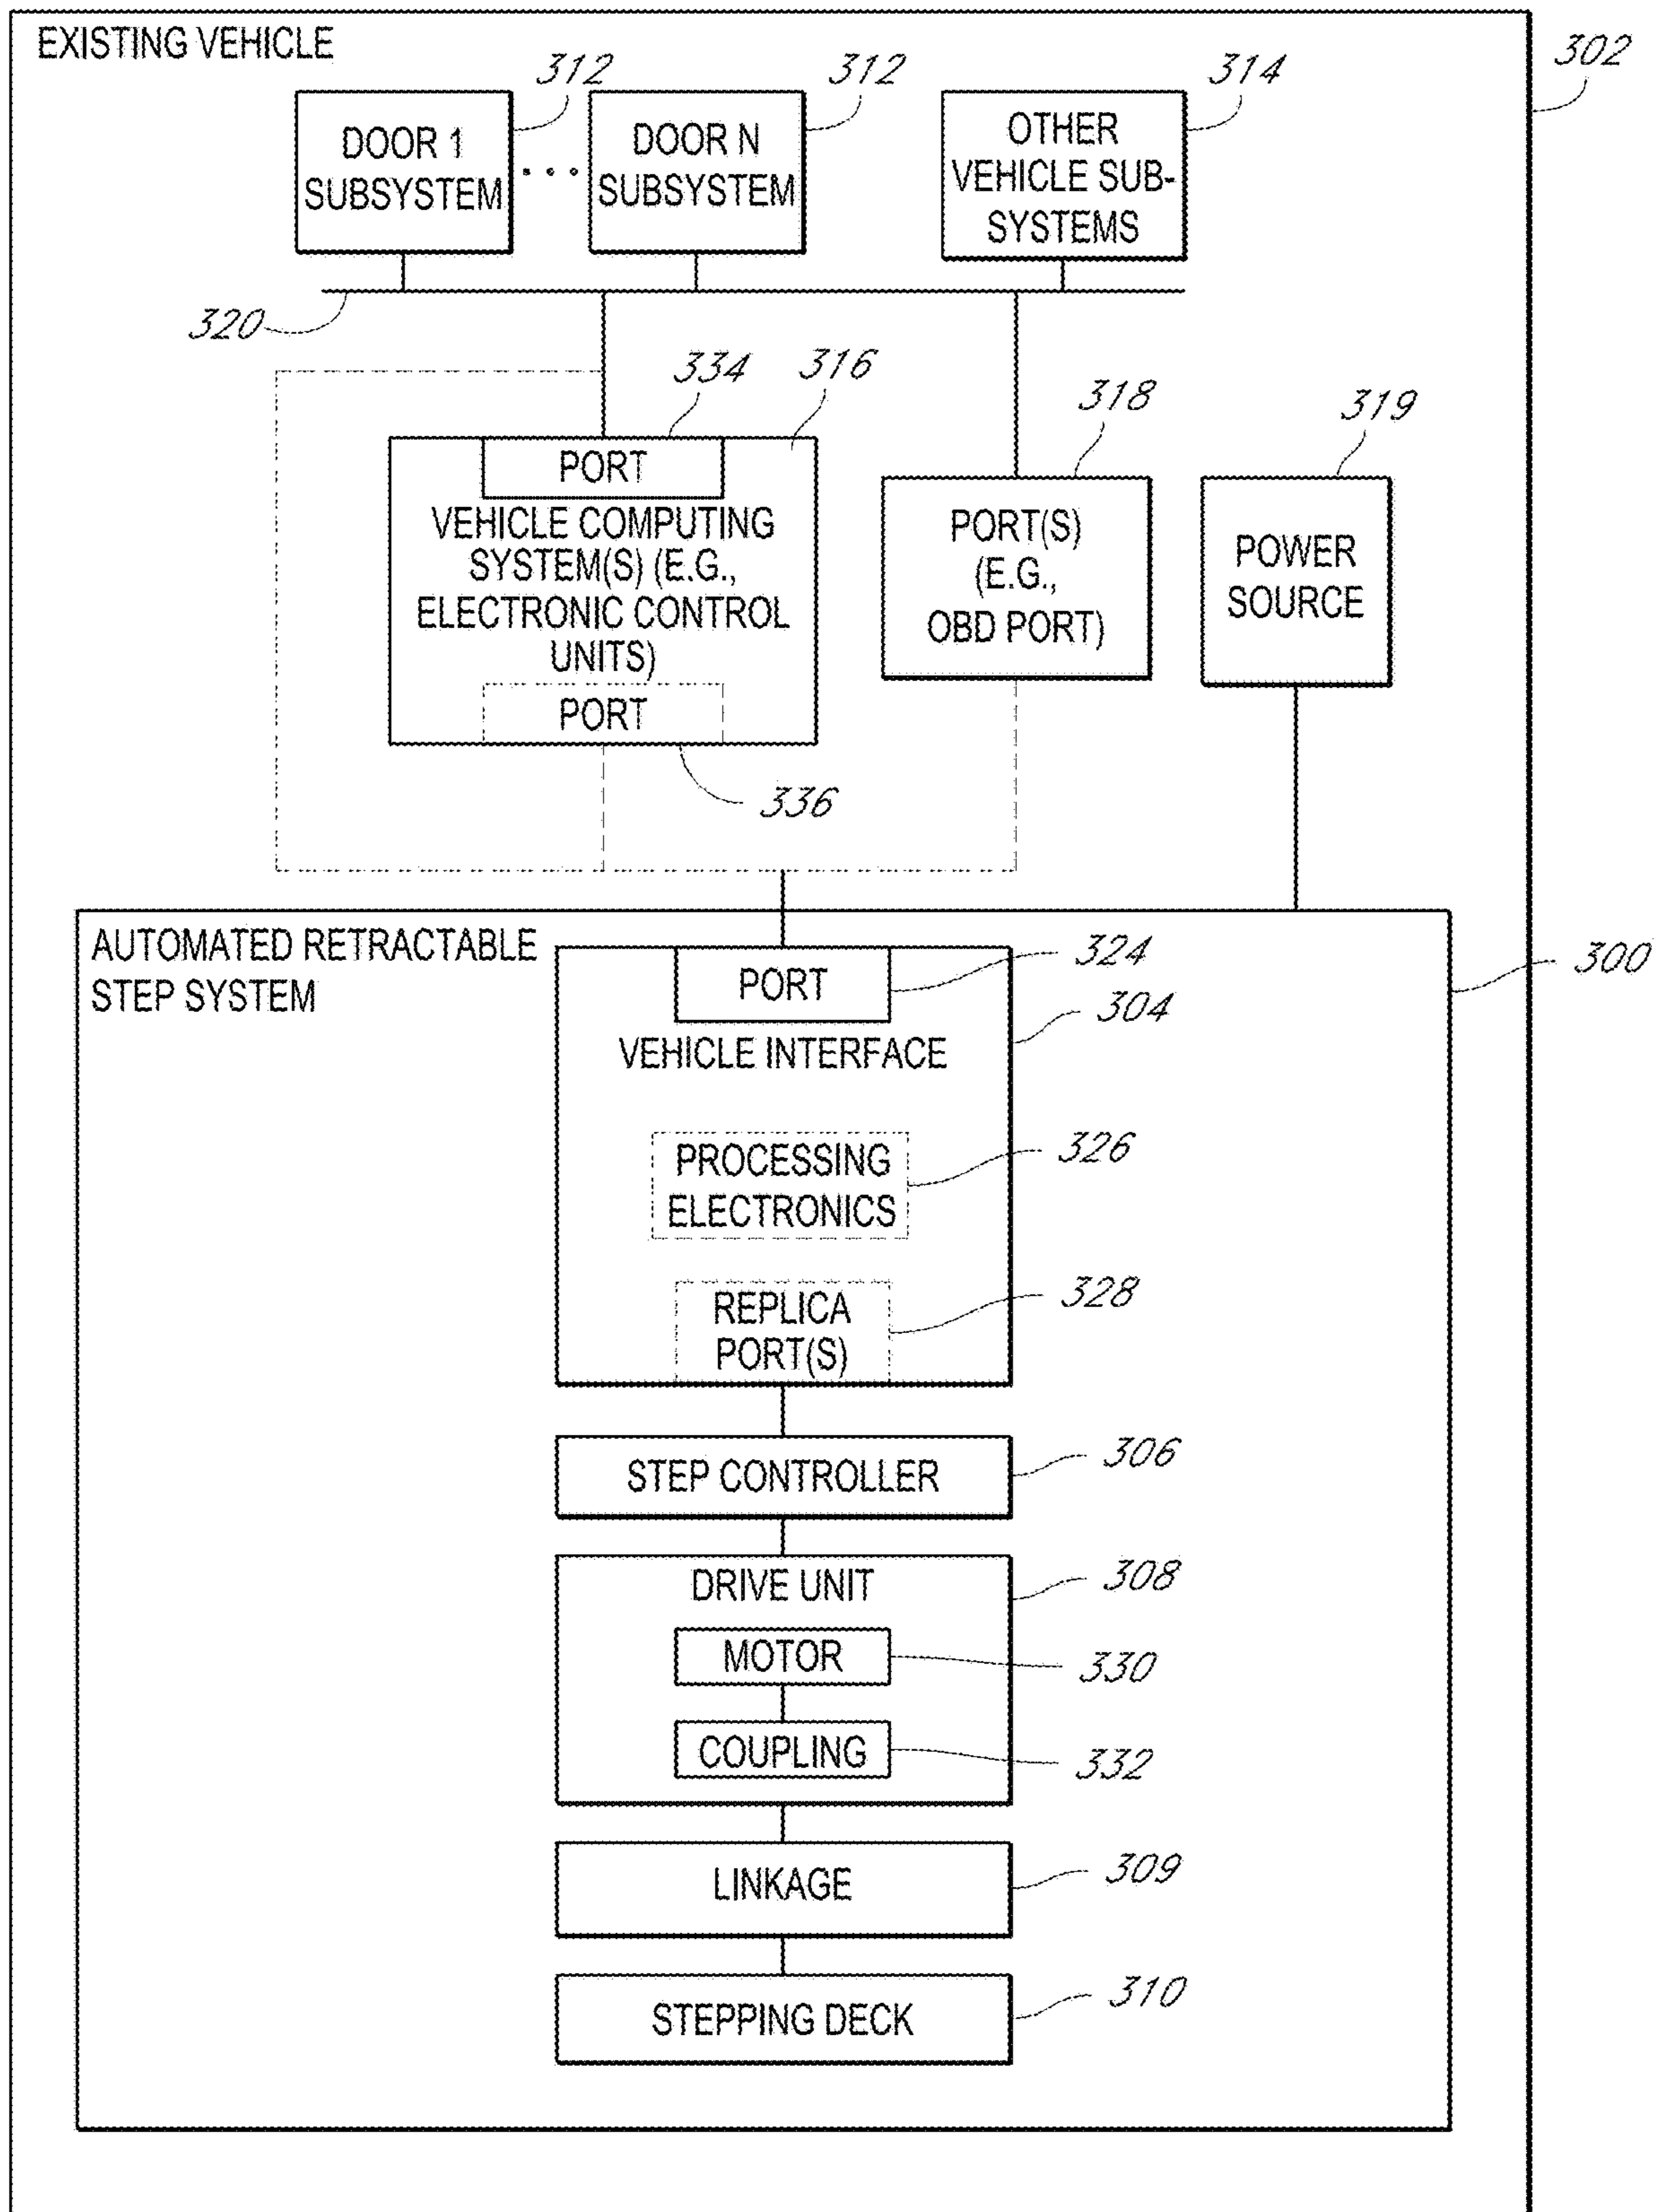 EXISTING VEHICLE
302
312
312
314
DOOR 1
SUBSYSTEM
DOOR N
SUBSYSTEM
OTHER
VEHICLE SUB-
SYSTEMS
320
334
316
318
319
PORT
VEHICLE COMPUTING
SYSTEM(S) (E.G.,
ELECTRONIC CONTROL
UNITS)
PORT
336
PORT(S)
(E.G.,
OBD PORT)
POWER
SOURCE
AUTOMATED RETRACTABLE
STEP SYSTEM
300
PORT
324
304
VEHICLE INTERFACE
PROCESSING
ELECTRONICS
326
REPLICA
PORT(S)
328
STEP CONTROLLER
306
DRIVE UNIT
308
MOTOR
330
COUPLING
332
LINKAGE
309
STEPPING DECK
310